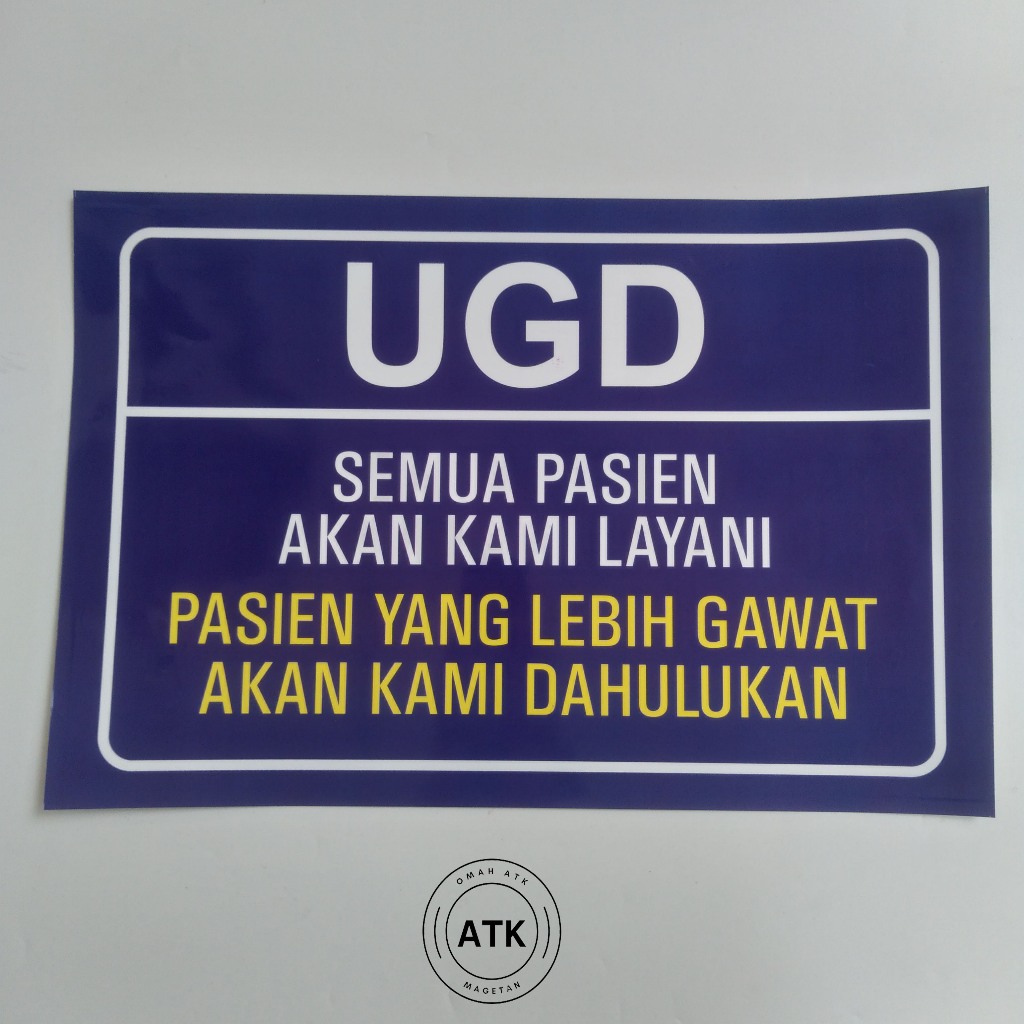 UGD
SEMUA PASIEN
AKAN KAMI LAYANI
PASIEN YANG LEBIH GAWAT
AKAN KAMI DAHULUKAN
OMAH ATK
ATK
MAGETAN